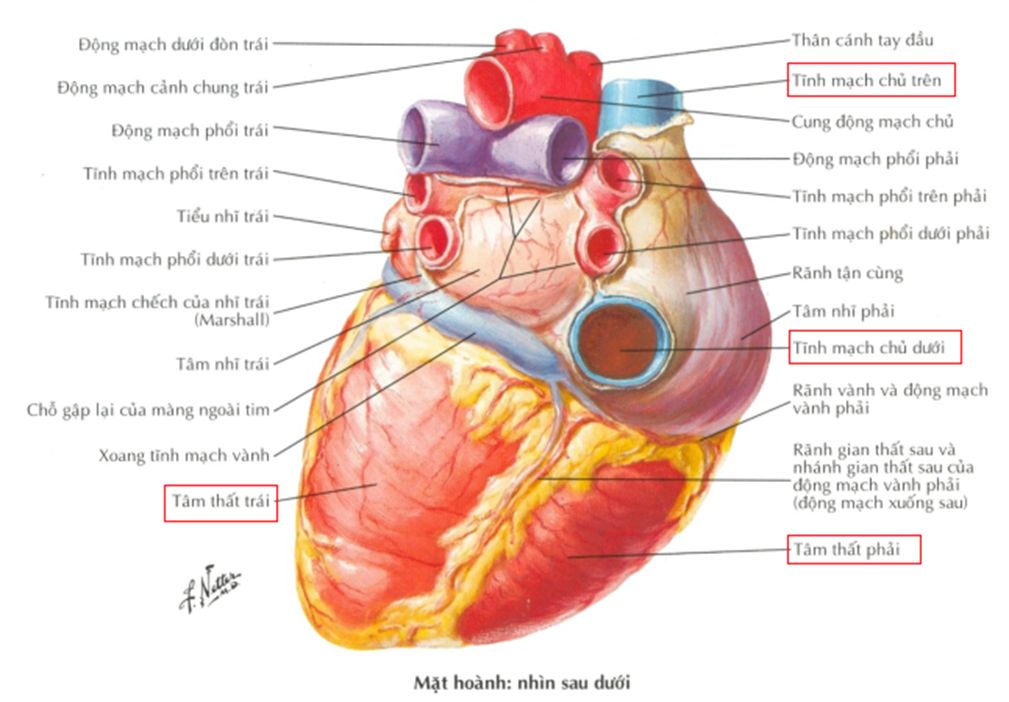 Động mạch dưới đòn trái
Động mạch cảnh chung trái
Động mạch phổi trái
Tĩnh mạch phổi trên trái
Tiểu nhĩ trái
Tĩnh mạch phổi dưới trái
Tĩnh mạch chếch của nhĩ trái
(Marshall)
Tâm nhĩ trái
Chỗ gập lại của màng ngoài tim
Xoang tĩnh mạch vành
Tâm thất trái
Thân cánh tay đầu
Tĩnh mạch chủ trên
Cung động mạch chủ
Động mạch phổi phải
Tĩnh mạch phổi trên phải
Tĩnh mạch phổi dưới phải
Rãnh tận cùng
Tâm nhĩ phải
Tĩnh mạch chủ dưới
Rãnh vành và động mạch
vành phải
Rãnh gian thất sau và
nhánh gian thất sau của
động mạch vành phải
(động mạch xuống sau)
Tâm thất phải
F. Netter
M.D.
Mặt hoành: nhìn sau dưới